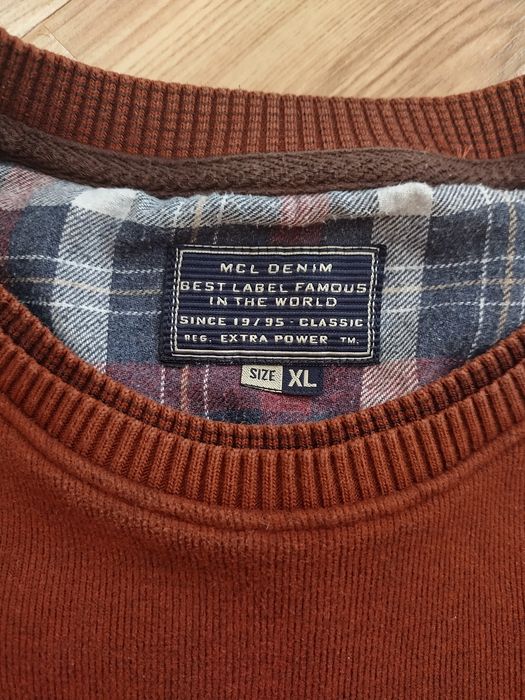 MCL DENIM
BEST LABEL FAMOUS
IN THE WORLD
SINCE 19/95 - CLASSIC
REG. EXTRA POWER TM.
SIZE XL